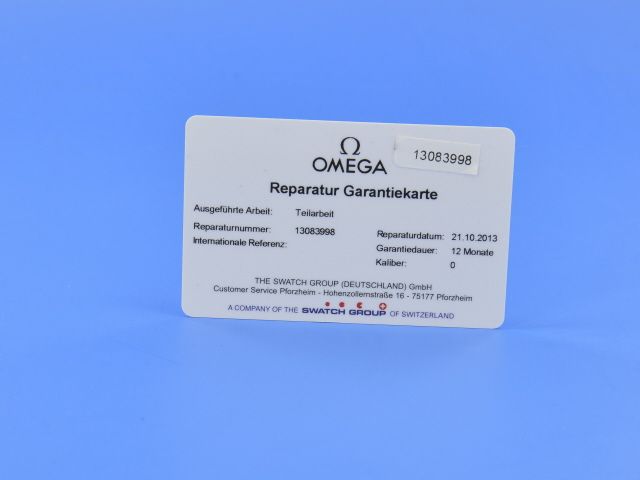 Ω
OMEGA
13083998
Reparatur Garantiekarte
Ausgeführte Arbeit: Teilarbeit
Reparaturnummer: 13083998
Internationale Referenz:
Reparaturdatum: 21.10.2013
Garantiedauer: 12 Monate
Kaliber: 0
THE SWATCH GROUP (DEUTSCHLAND) GmbH
Customer Service Pforzheim - Hohenzollernstraße 16 - 75177 Pforzheim
A COMPANY OF THE SWATCH GROUP OF SWITZERLAND